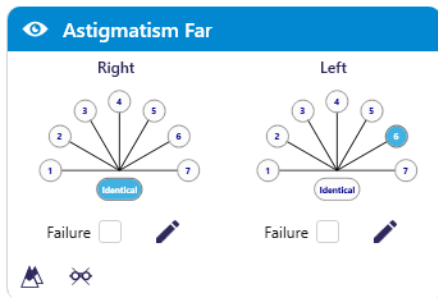 Astigmatism Far
Right Left
4 4
3 5 3 5
2 6 2 6
1 7 1 7
Identical Identical
Failure Failure